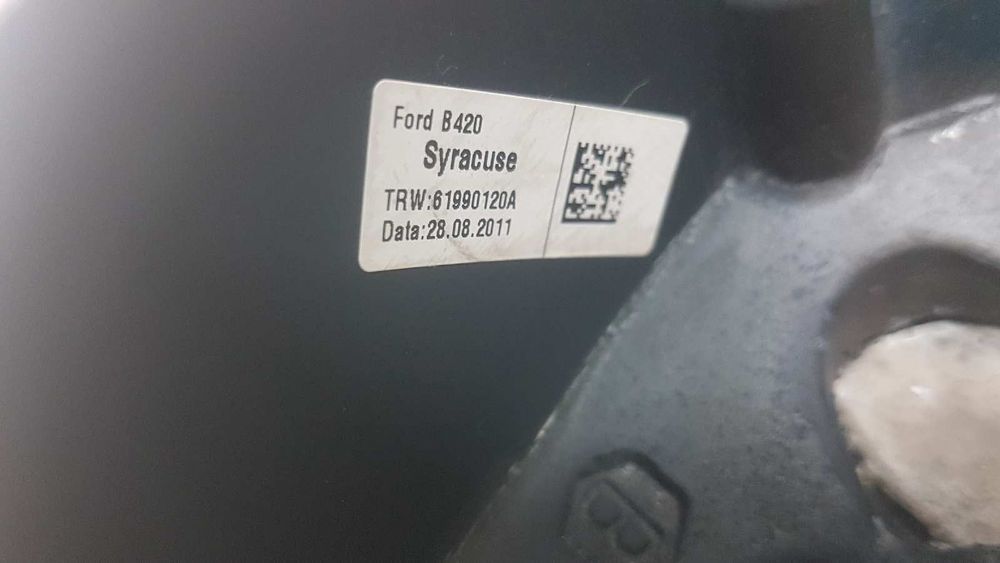 Ford B420
Syracuse
TRW:61990120A
Data:28.08.2011